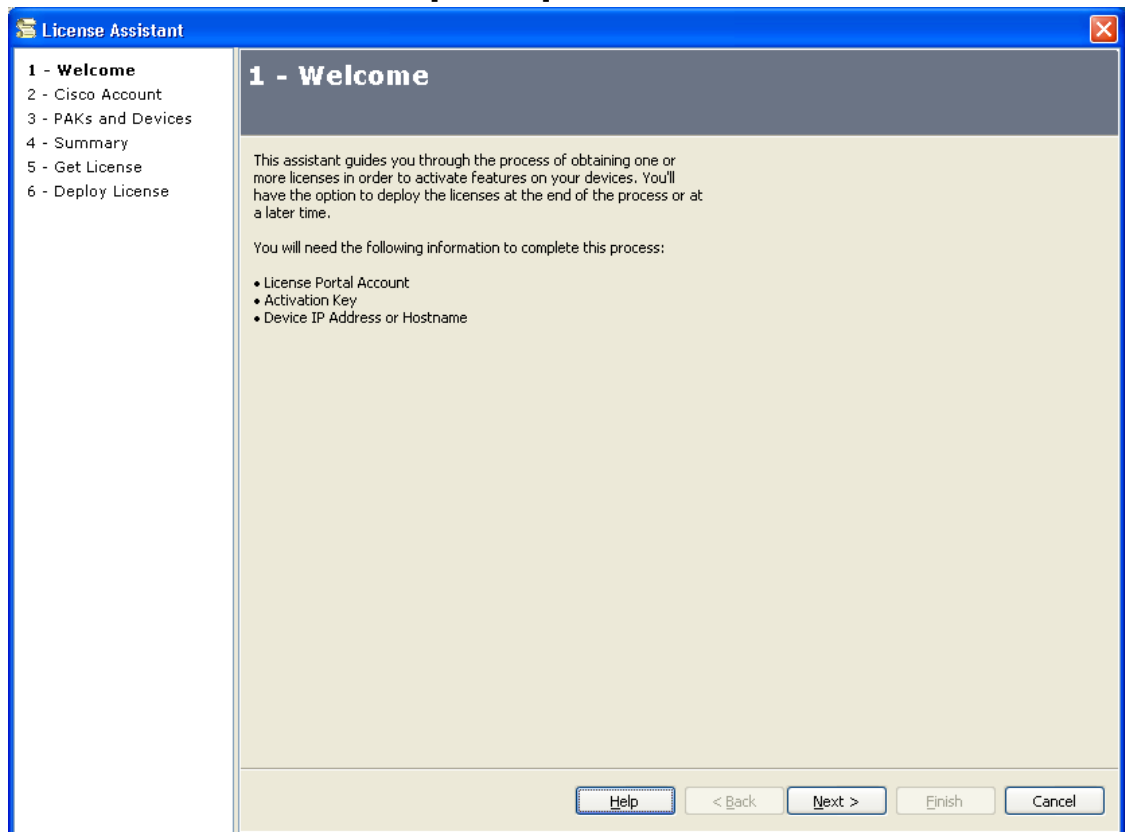 License Assistant
1 - Welcome
2 - Cisco Account
3 - PAKs and Devices
4 - Summary
5 - Get License
6 - Deploy License
1 - Welcome
This assistant guides you through the process of obtaining one or
more licenses in order to activate features on your devices. You'll
have the option to deploy the licenses at the end of the process or at
a later time.
You will need the following information to complete this process:
• License Portal Account
• Activation Key
• Device IP Address or Hostname
Help
< Back
Next >
Finish
Cancel